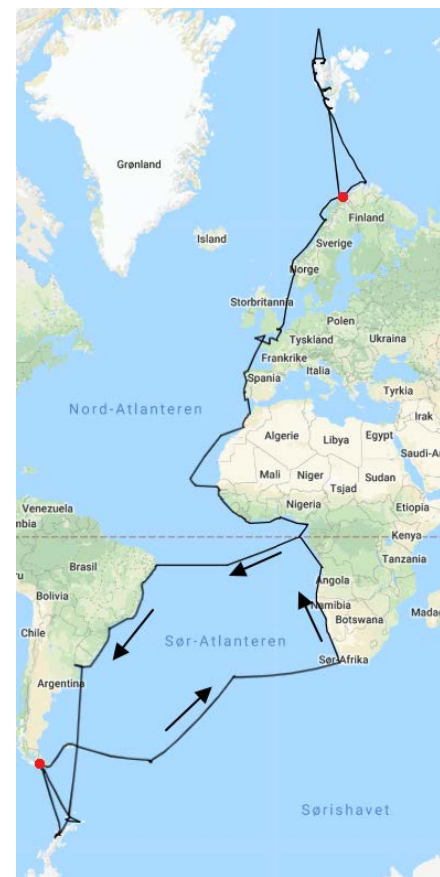 Grønland
Finland
Island
Sverige
Norge
Storbritannia
Polen
Tyskland
Ukraina
Frankrike
Italia
Spania
Tyrkia
Nord-Atlanteren
Irak
Algerie
Libya
Egypt
Saudi-A
Mali
Niger
Sudan
Tsjad
Venezuela
Nigeria
Etiopia
mbia
Kenya
Tanzania
Brasil
Angola
Bolivia
Namibia
Botswana
Mada
Chile
Sør-Atlanteren
Sør-Afrika
Argentina
Sørishavet